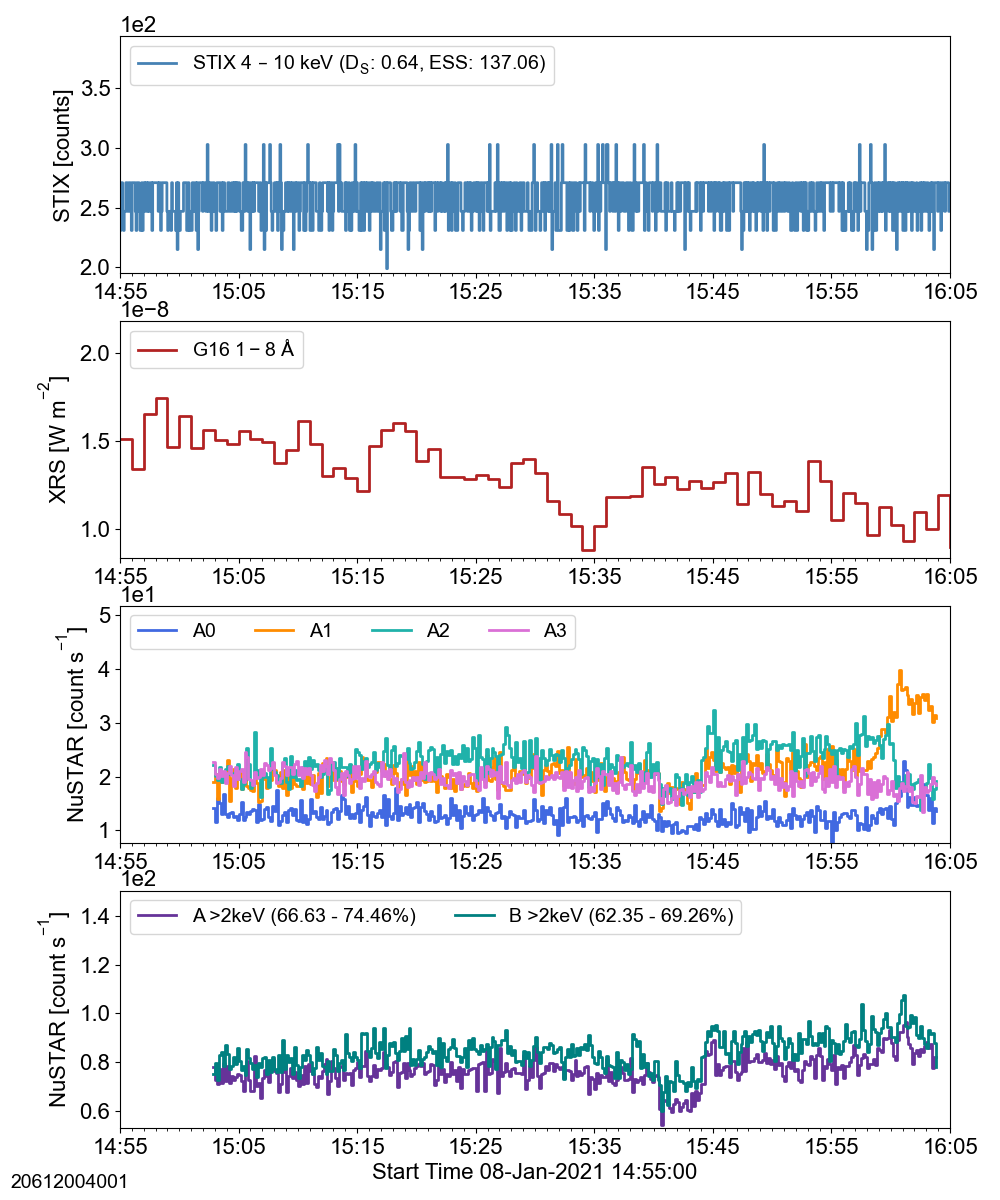 1e2
STIX 4 – 10 keV (D_S: 0.64, ESS: 137.06)
STIX [counts]
3.5
3.0
2.5
2.0
14:55 15:05 15:15 15:25 15:35 15:45 15:55 16:05
1e−8
G16 1 – 8 Å
XRS [W m⁻²]
2.0
1.5
1.0
14:55 15:05 15:15 15:25 15:35 15:45 15:55 16:05
1e1
A0 A1 A2 A3
NuSTAR [count s⁻¹]
5
4
3
2
1
14:55 15:05 15:15 15:25 15:35 15:45 15:55 16:05
1e2
A >2keV (66.63 - 74.46%) B >2keV (62.35 - 69.26%)
NuSTAR [count s⁻¹]
1.4
1.2
1.0
0.8
0.6
14:55 15:05 15:15 15:25 15:35 15:45 15:55 16:05
Start Time 08-Jan-2021 14:55:00
20612004001